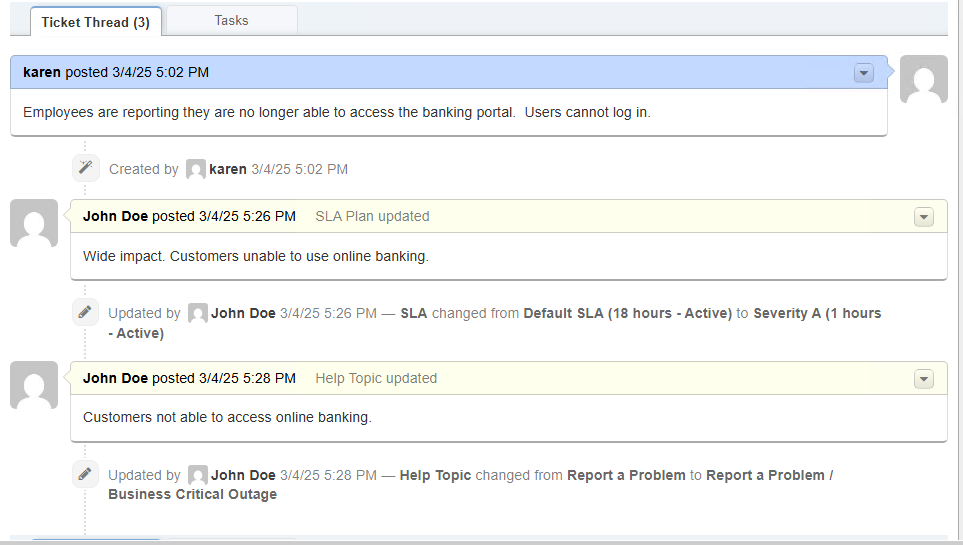 Ticket Thread (3)
Tasks
karen posted 3/4/25 5:02 PM
Employees are reporting they are no longer able to access the banking portal.  Users cannot log in.
Created by karen 3/4/25 5:02 PM
John Doe posted 3/4/25 5:26 PM SLA Plan updated
Wide impact. Customers unable to use online banking.
Updated by John Doe 3/4/25 5:26 PM — SLA changed from Default SLA (18 hours - Active) to Severity A (1 hours
- Active)
John Doe posted 3/4/25 5:28 PM Help Topic updated
Customers not able to access online banking.
Updated by John Doe 3/4/25 5:28 PM — Help Topic changed from Report a Problem to Report a Problem /
Business Critical Outage